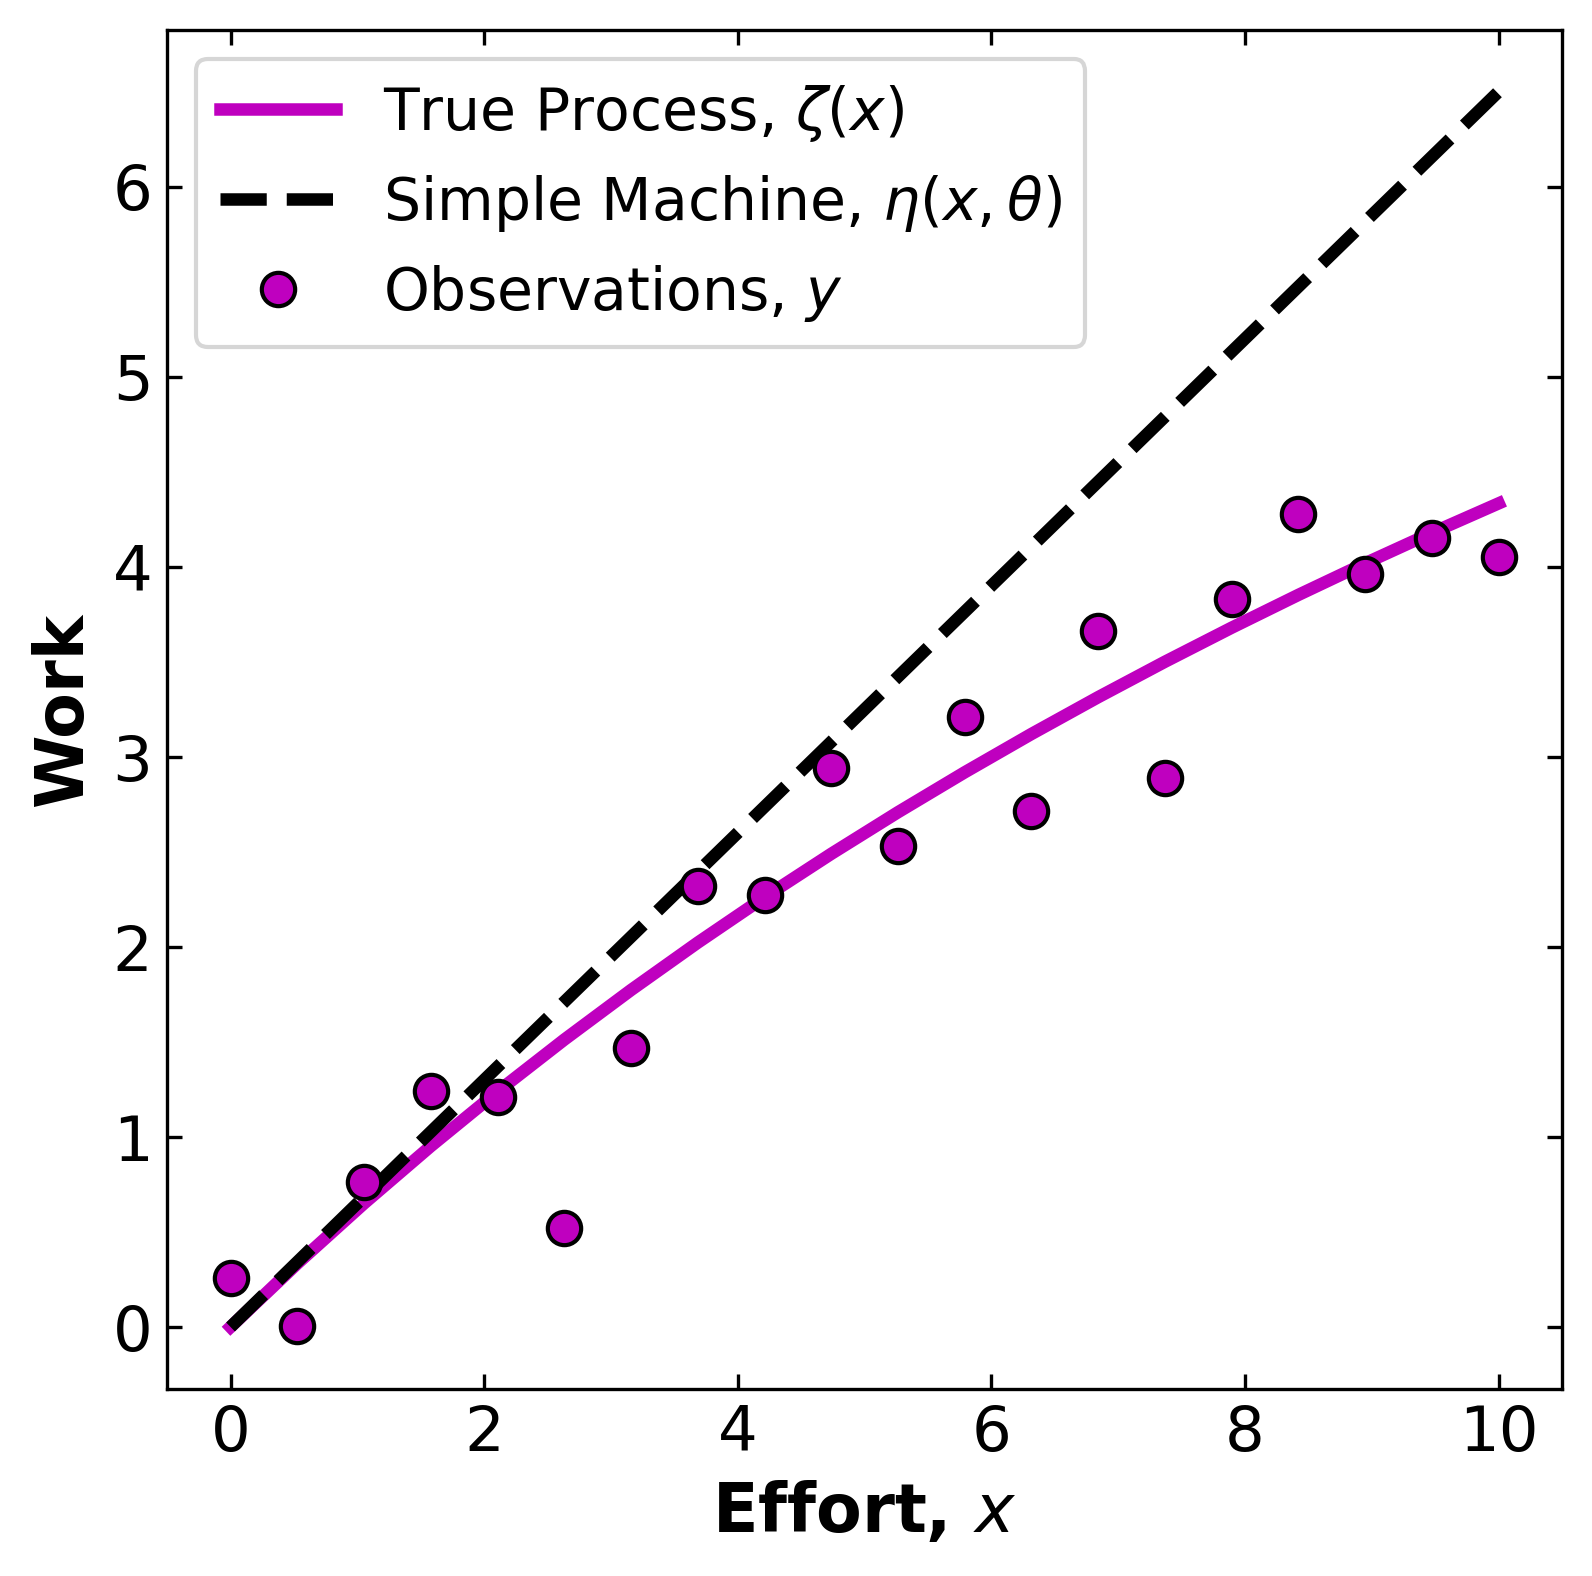 True Process, ζ(x)
Simple Machine, η(x, θ)
Observations, y
6
5
4
3
2
1
0
Work
0 2 4 6 8 10
Effort, x